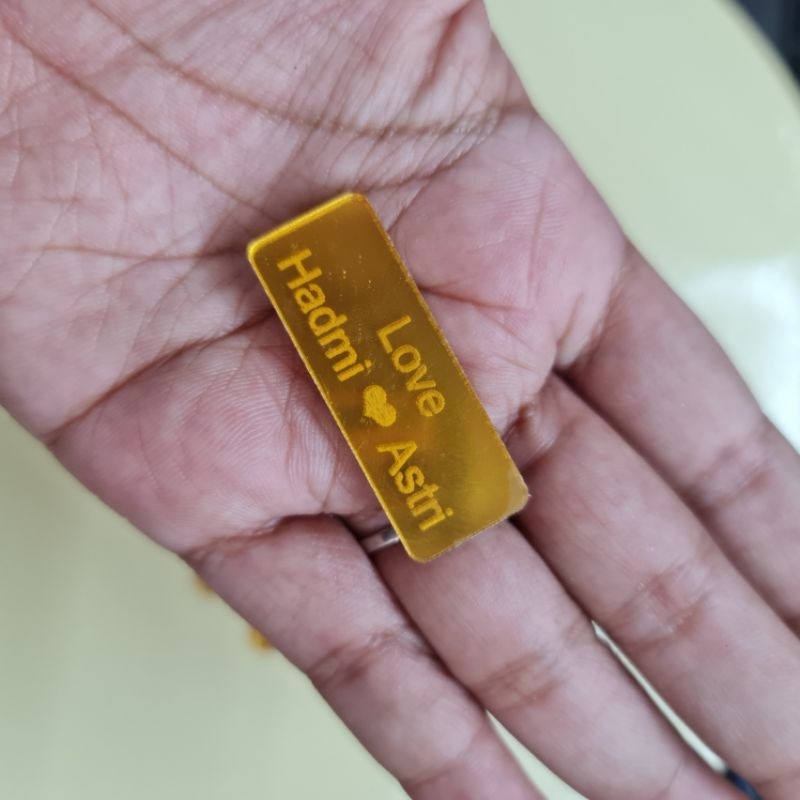 Love
Hadmi ❤ Astri